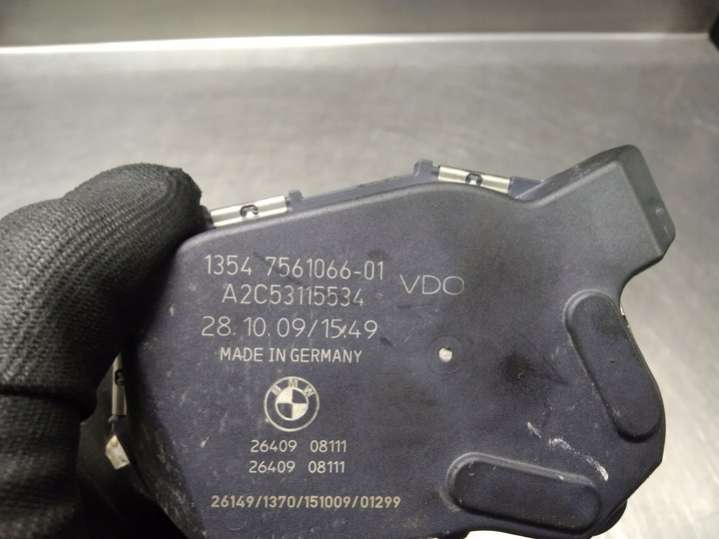 1354 7561066-01
A2C53115534
VDO
28.10.09/15:49
MADE IN GERMANY
BMW
26409 08111
26409 08111
26149/1370/151009/01299